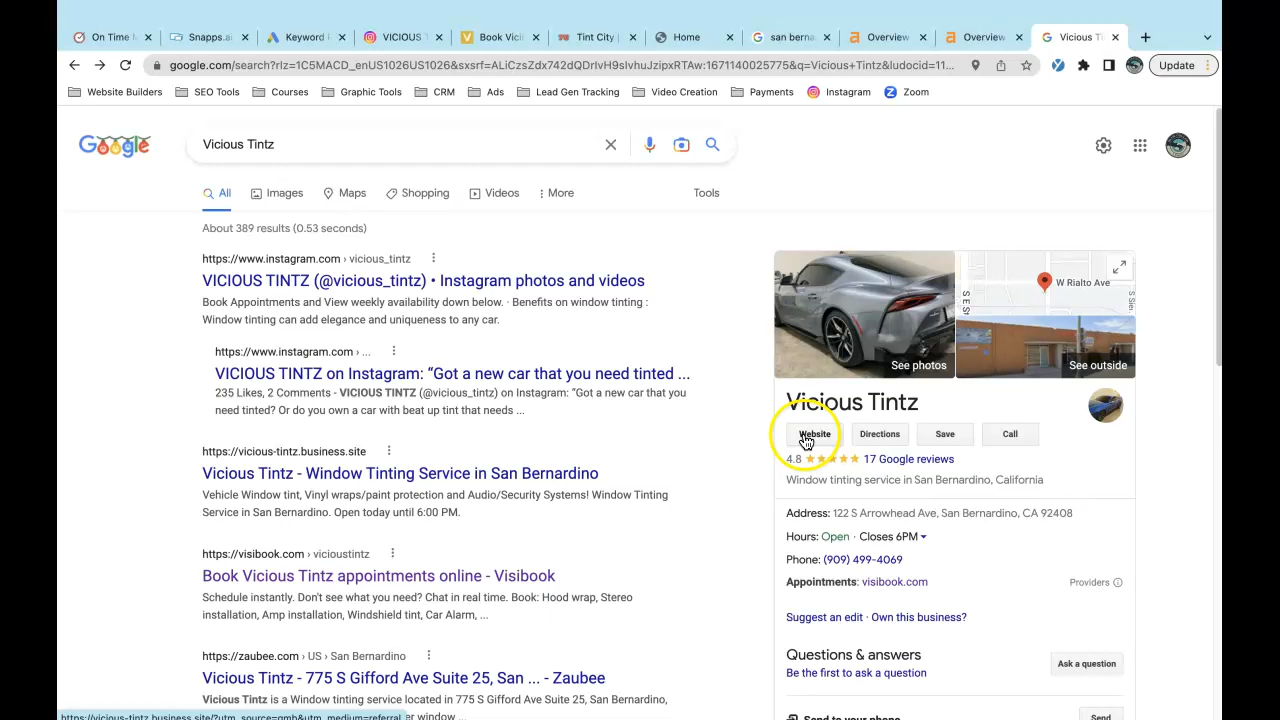 On Time M
Snapps.ai
Keyword
VICIOUS T
Book Vici
Tint City
Home
san berna
Overview
Overview
Vicious Ti
google.com/search?rlz=1C5MACD_enUS1026US1026&sxsrf=ALiCzsZdx742dQDrIvH9sIvhuJzipxRTAw:1671140025775&q=Vicious+Tintz&ludocid=11...
Update
Website Builders
SEO Tools
Courses
Graphic Tools
CRM
Ads
Lead Gen Tracking
Video Creation
Payments
Instagram
Zoom
Google
Vicious Tintz
All
Images
Maps
Shopping
Videos
More
Tools
About 389 results (0.53 seconds)
https://www.instagram.com › vicious_tintz
VICIOUS TINTZ (@vicious_tintz) • Instagram photos and videos
Book Appointments and View weekly availability down below. · Benefits on window tinting :
Window tinting can add elegance and uniqueness to any car.
https://www.instagram.com › ...
VICIOUS TINTZ on Instagram: “Got a new car that you need tinted ...
235 Likes, 2 Comments - VICIOUS TINTZ (@vicious_tintz) on Instagram: “Got a new car that you
need tinted? Or do you own a car with beat up tint that needs ...
https://vicious-tintz.business.site
Vicious Tintz - Window Tinting Service in San Bernardino
Vehicle Window tint, Vinyl wraps/paint protection and Audio/Security Systems! Window Tinting
Service in San Bernardino. Open today until 6:00 PM.
https://visibook.com › vicioustintz
Book Vicious Tintz appointments online - Visibook
Schedule instantly. Don't see what you need? Chat in real time. Book: Hood wrap, Stereo
installation, Amp installation, Windshield tint, Car Alarm, ...
https://zaubee.com › US › San Bernardino
Vicious Tintz - 775 S Gifford Ave Suite 25, San ... - Zaubee
Vicious Tintz is a Window tinting service located in 775 S Gifford Ave Suite 25, San Bernardino,
er window ...
https://vicious-tintz.business.site/?utm_source=gmb&utm_medium=referral
S E St
W Rialto Ave
S Sier
See photos
See outside
Vicious Tintz
Website
Directions
Save
Call
4.8 17 Google reviews
Window tinting service in San Bernardino, California
Address: 122 S Arrowhead Ave, San Bernardino, CA 92408
Hours: Open · Closes 6PM
Phone: (909) 499-4069
Appointments: visibook.com
Providers
Suggest an edit · Own this business?
Questions & answers
Be the first to ask a question
Ask a question
Send to your phone
Send